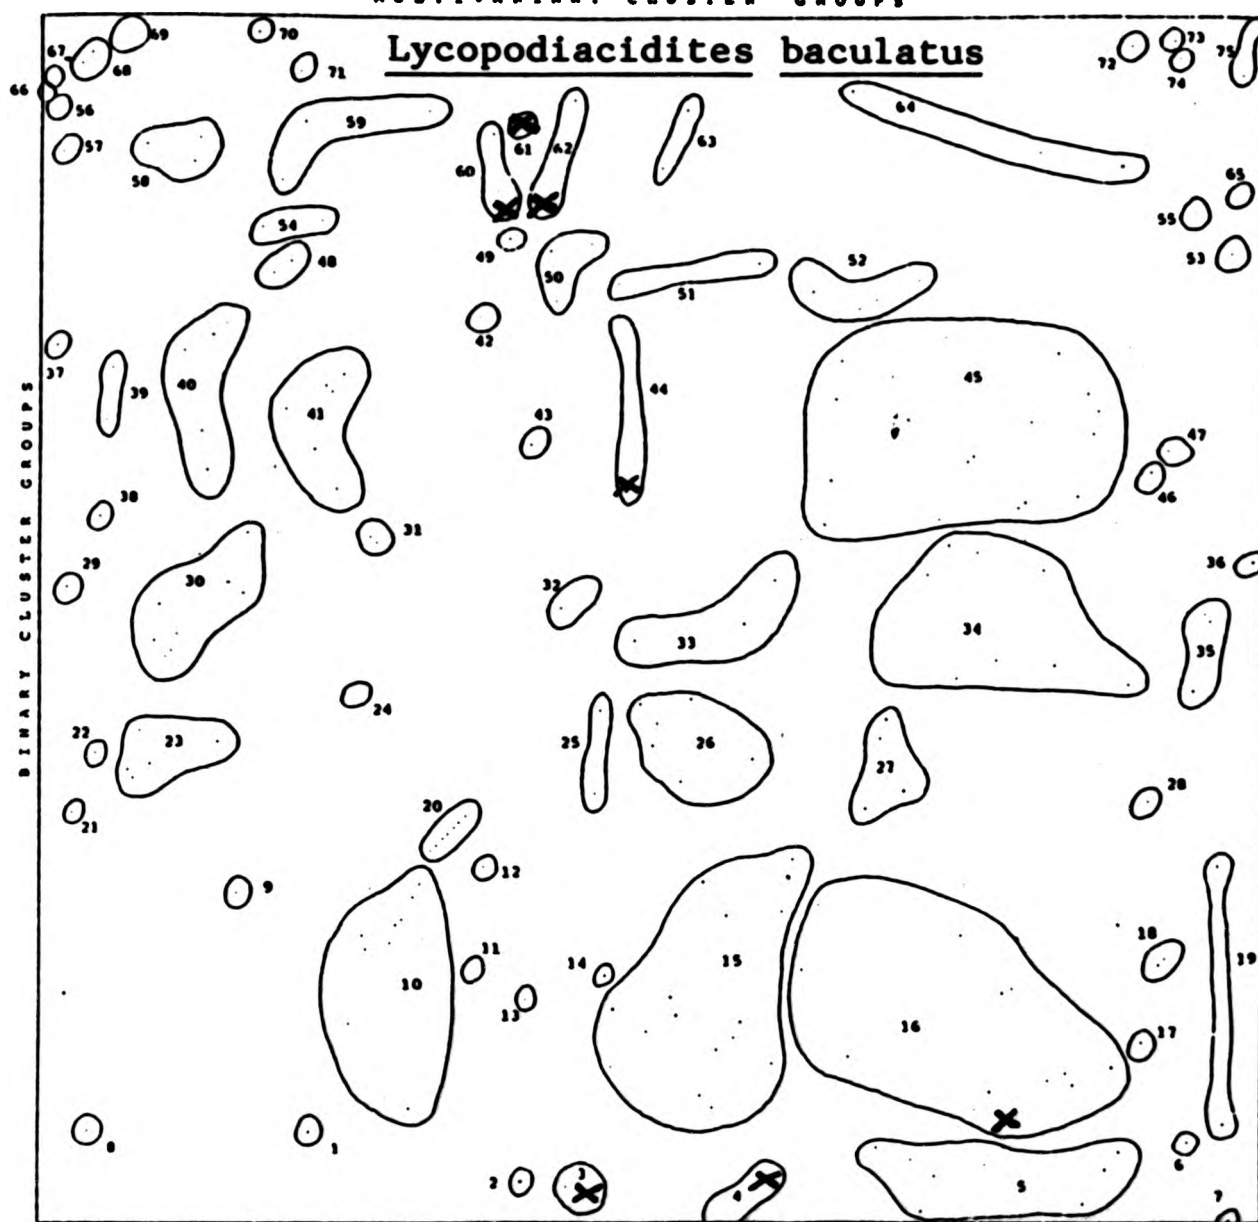 MULTIVARIANT CLUSTER GROUPS
Lycopodiacidites baculatus
BINARY CLUSTER GROUPS
67 69 70 73 75
68 71 72 74
66 56 59 64
57 58 60 61 62 63 65
54 55
48 49 50 51 52 53
37 39 40 41 42 43 44 45 47
38 46
29 30 31 32 33 34 35 36
24
22 23 25 26 27 28
21 20
9 12
10 11 14 15 18 19
13 16 17
8 1 6
2 3 4 5 7